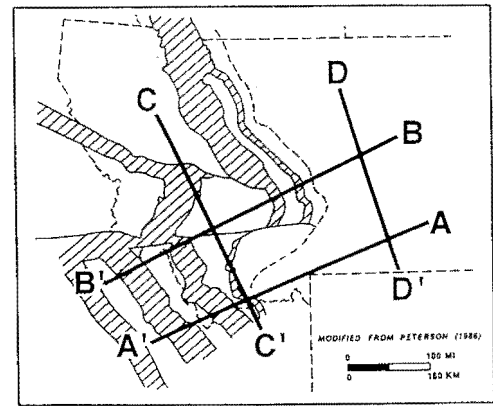 D
C
B
A
B'
D'
A'
C'
MODIFIED FROM PETERSON (1986)
0 100 MI
0 160 KM